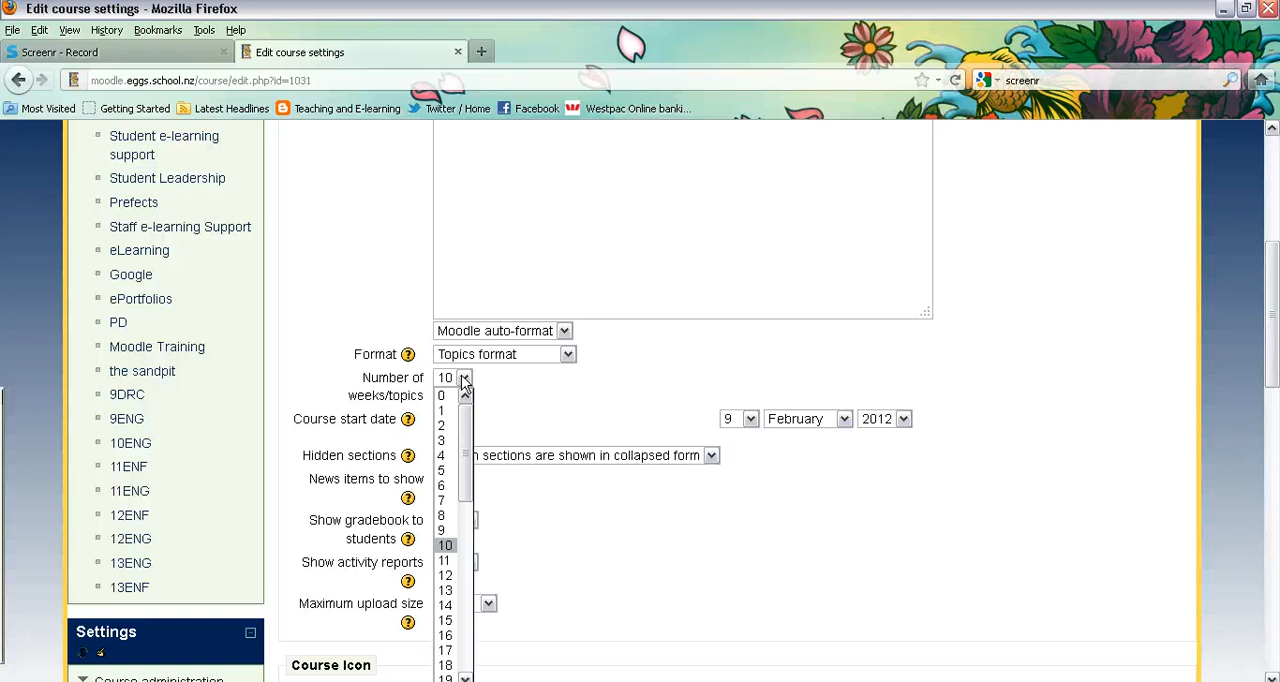 Edit course settings - Mozilla Firefox
File Edit View History Bookmarks Tools Help
Screenr - Record
Edit course settings
moodle.eggs.school.nz/course/edit.php?id=1031
screenr
Most Visited Getting Started Latest Headlines Teaching and E-learning Twitter / Home Facebook Westpac Online banki...
Student e-learning
support
Student Leadership
Prefects
Staff e-learning Support
eLearning
Google
ePortfolios
PD
Moodle Training
the sandpit
9DRC
9ENG
10ENG
11ENF
11ENG
12ENF
12ENG
13ENG
13ENF
Settings
Course administration
Moodle auto-format
Format ? Topics format
Number of
weeks/topics
10
0
1
2
3
4
5
6
7
8
9
10
11
12
13
14
15
16
17
18
19
Course start date ? 9 February 2012
Hidden sections ? n sections are shown in collapsed form
News items to show
?
Show gradebook to
students ?
Show activity reports
?
Maximum upload size
?
Course Icon